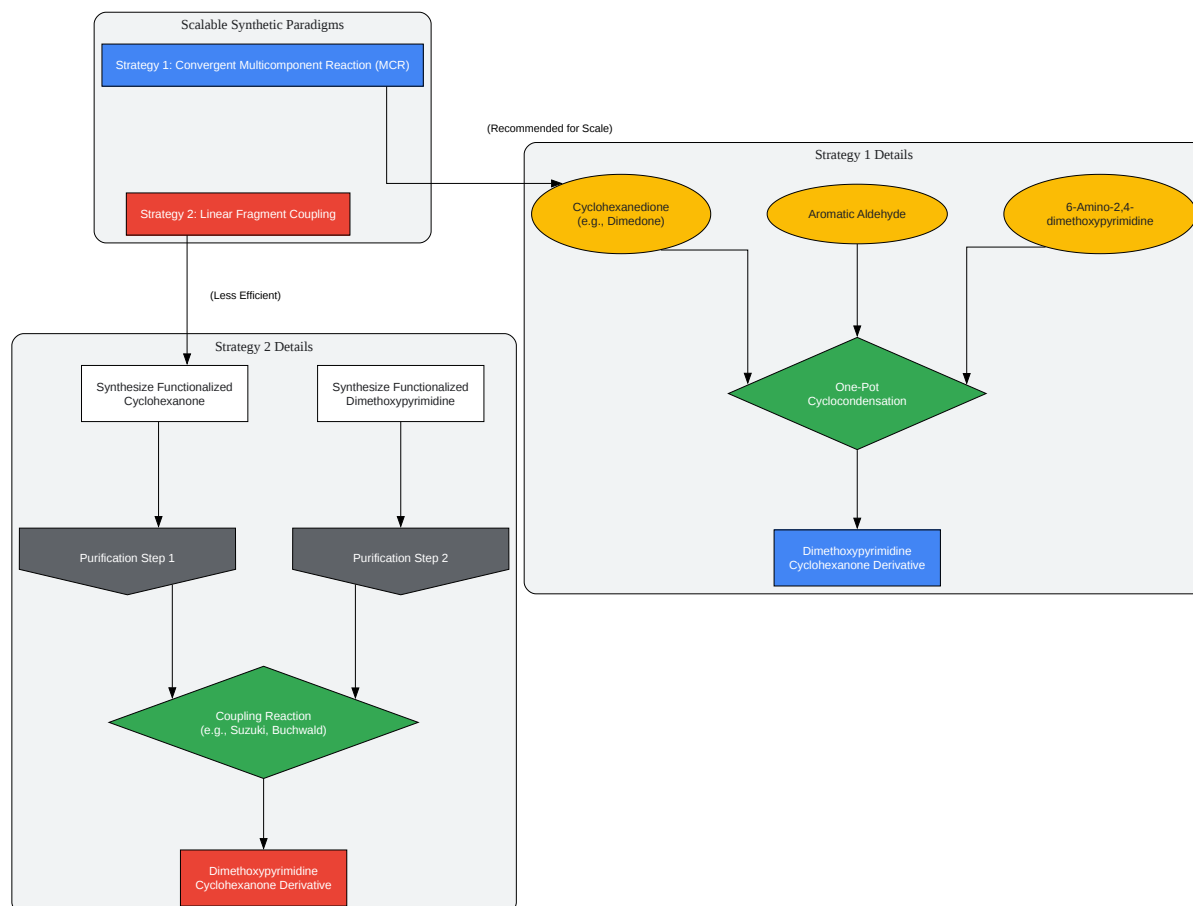 Scalable Synthetic Paradigms
Strategy 1: Convergent Multicomponent Reaction (MCR)
(Recommended for Scale)
Strategy 2: Linear Fragment Coupling
(Less Efficient)
Strategy 1 Details
Cyclohexanedione
(e.g., Dimedone)
Aromatic Aldehyde
6-Amino-2,4-
dimethoxypyrimidine
One-Pot
Cyclocondensation
Dimethoxypyrimidine
Cyclohexanone Derivative
Strategy 2 Details
Synthesize Functionalized
Cyclohexanone
Synthesize Functionalized
Dimethoxypyrimidine
Purification Step 1
Purification Step 2
Coupling Reaction
(e.g., Suzuki, Buchwald)
Dimethoxypyrimidine
Cyclohexanone Derivative